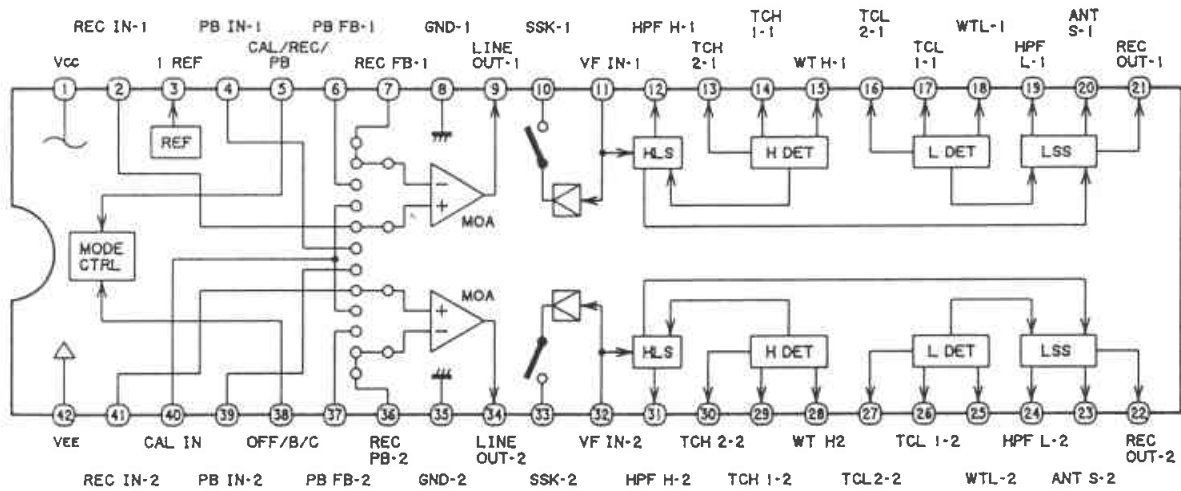 REC IN-1 PB IN-1 PB FB-1 GND-1 SSK-1 HPF H-1 TCH 1-1 TCL 2-1 WTL-1 ANT S-1
VCC 1 REF CAL/REC/PB REC FB-1 LINE OUT-1 VF IN-1 TCH 2-1 WT H-1 TCL 1-1 HPF L-1 REC OUT-1
1 2 3 4 5 6 7 8 9 10 11 12 13 14 15 16 17 18 19 20 21
REF
HLS H DET L DET LSS
− +
MOA
MODE CTRL
MOA
+ −
HLS H DET L DET LSS
42 41 40 39 38 37 36 35 34 33 32 31 30 29 28 27 26 25 24 23 22
VEE CAL IN OFF/B/C REC PB-2 LINE OUT-2 VF IN-2 TCH 2-2 WT H2 TCL 1-2 HPF L-2 REC OUT-2
REC IN-2 PB IN-2 PB FB-2 GND-2 SSK-2 HPF H-2 TCH 1-2 TCL2-2 WTL-2 ANT S-2